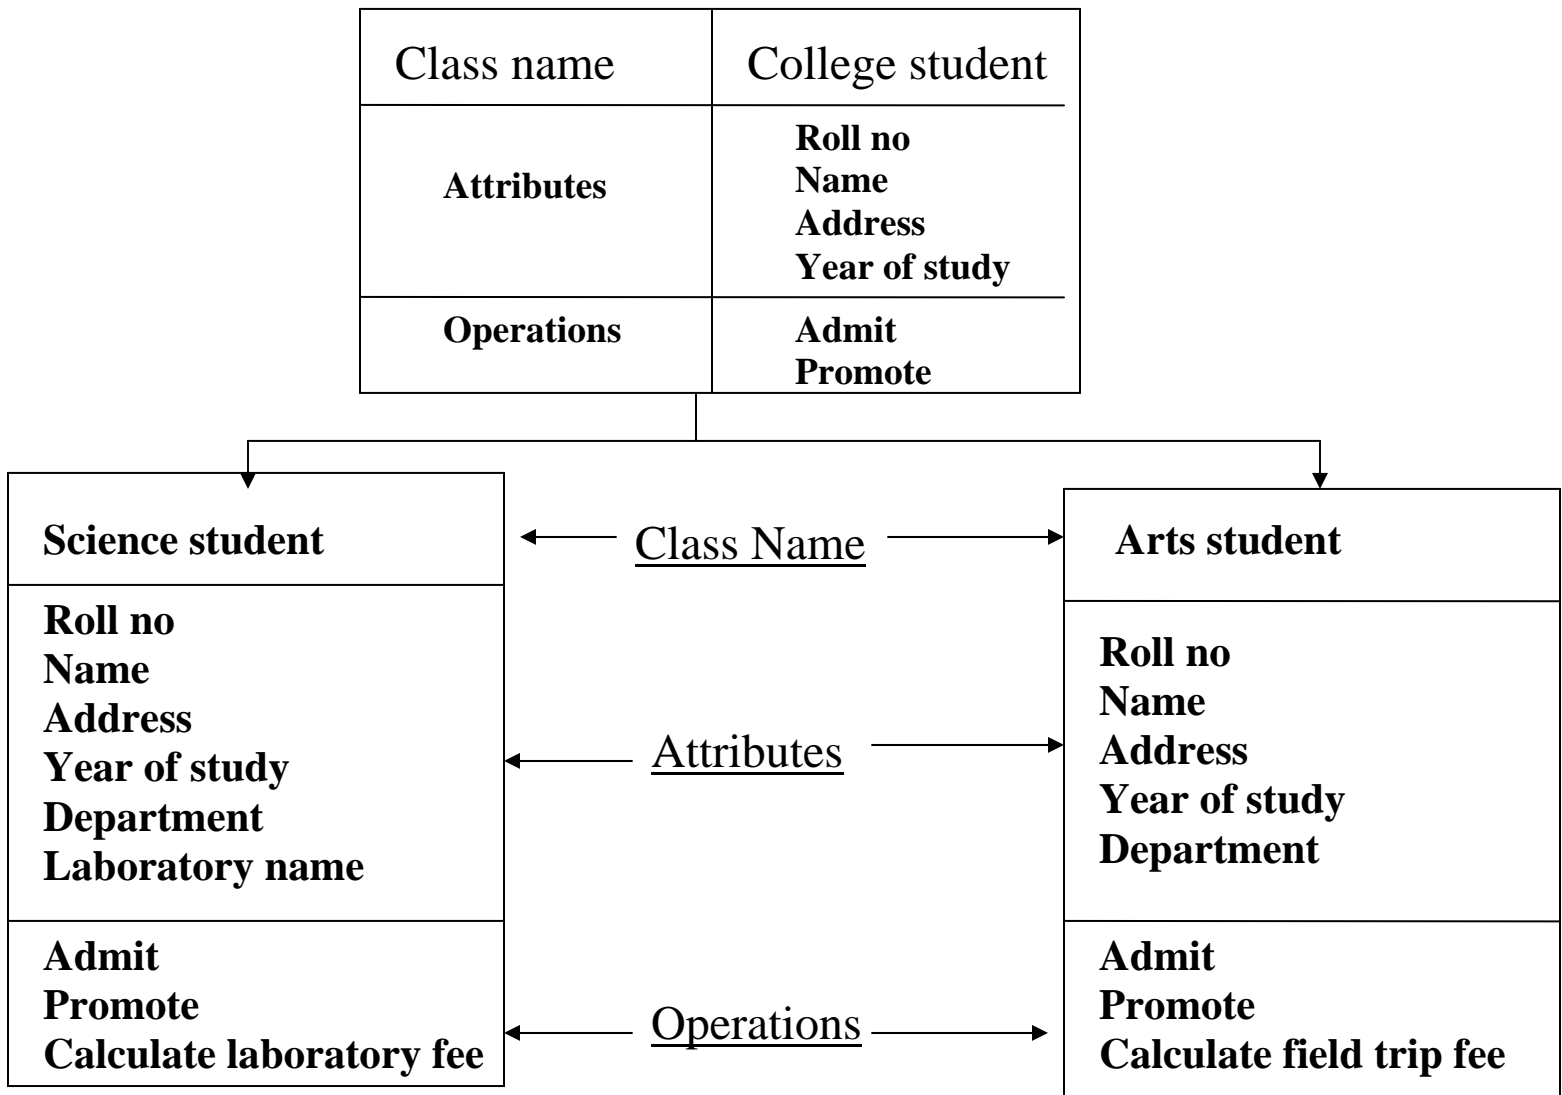 Class name
College student
Attributes
Roll no
Name
Address
Year of study
Operations
Admit
Promote
Science student
Roll no
Name
Address
Year of study
Department
Laboratory name
Admit
Promote
Calculate laboratory fee
Class Name
Attributes
Operations
Arts student
Roll no
Name
Address
Year of study
Department
Admit
Promote
Calculate field trip fee